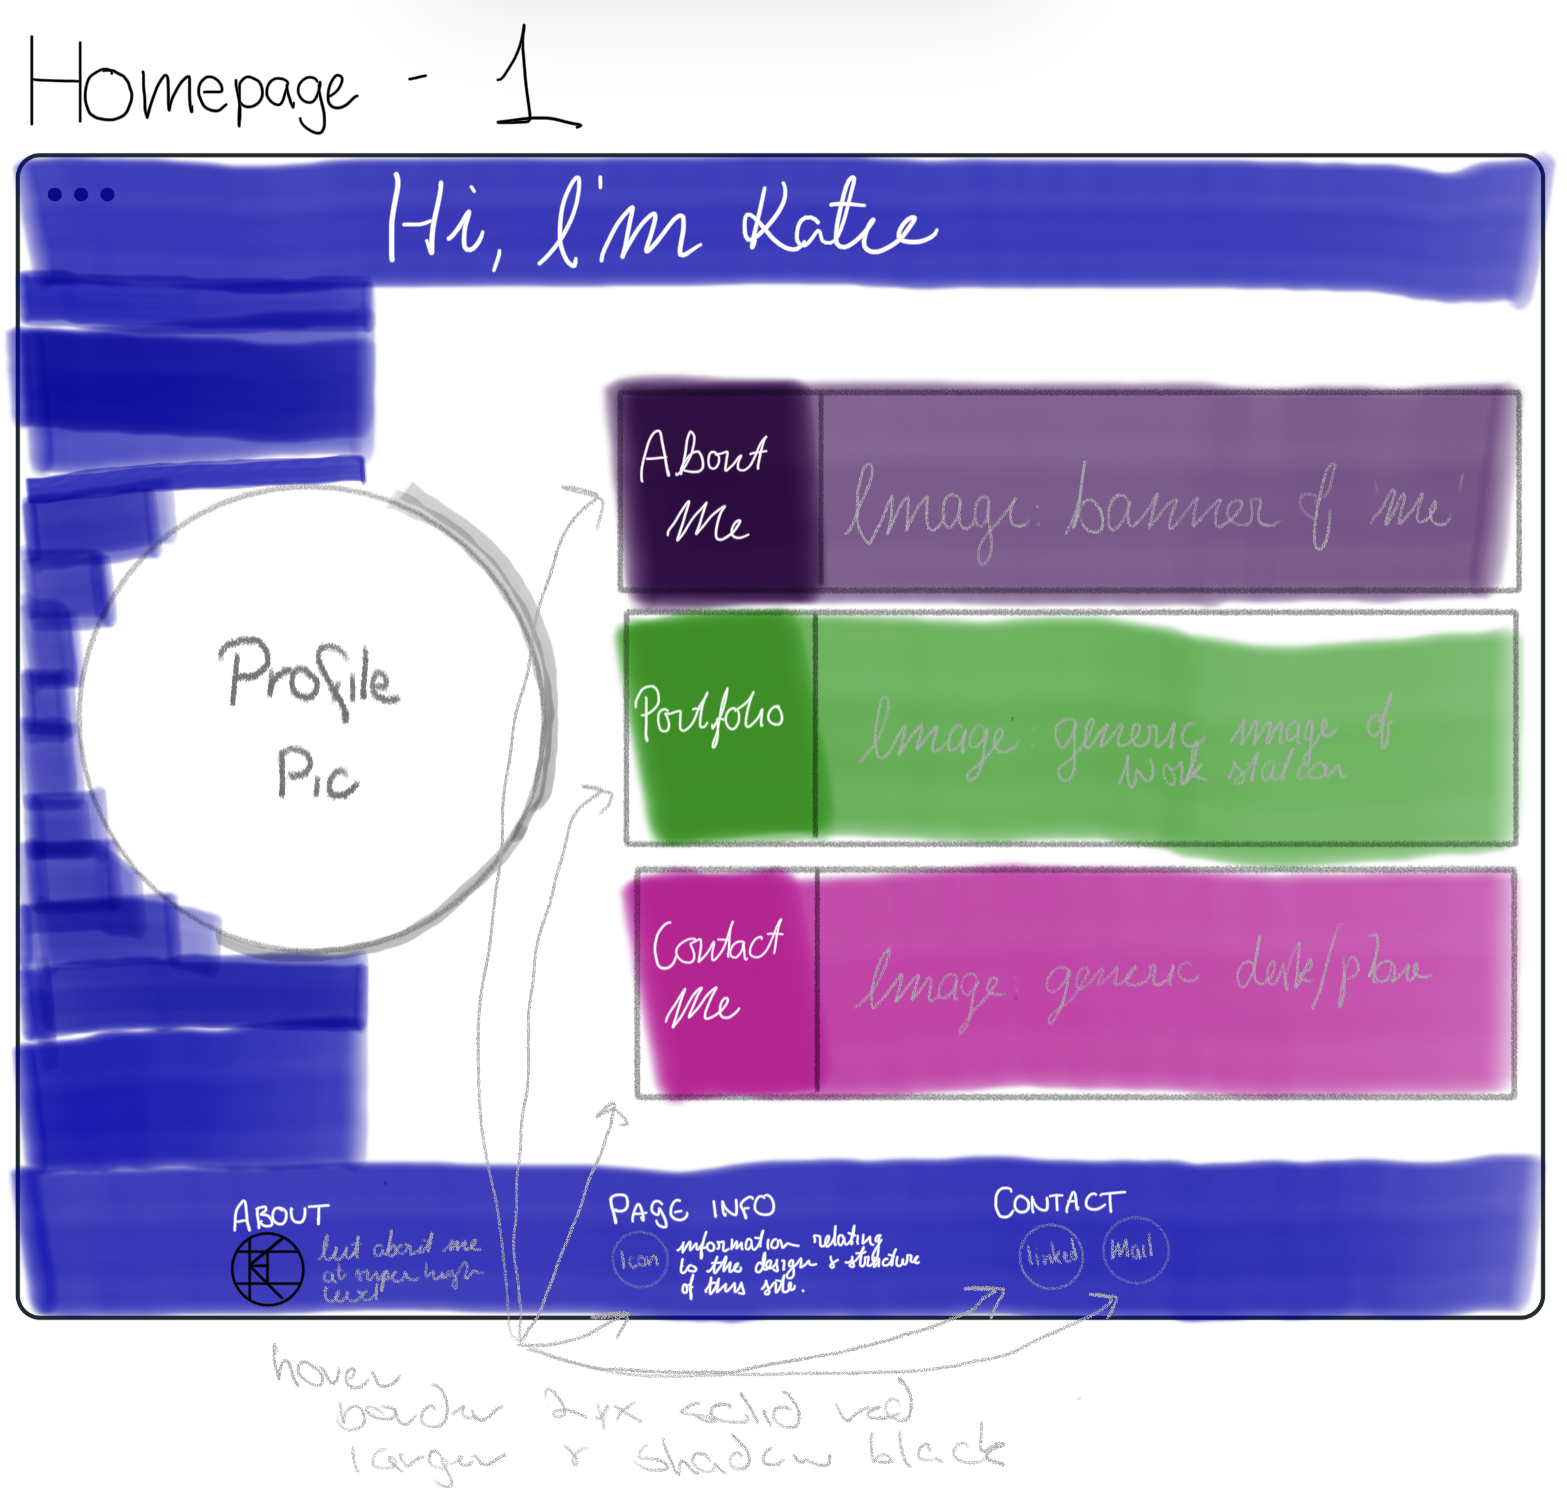 Homepage - 1
Hi, I'm Katie
About
Me
Image: banner of 'me'
Profile
Pic
Portfolio
Image: generic image of
work station
Contact
Me
Image: generic desk/phone
ABOUT
text about me
at super high
level
PAGE INFO
Icon
information relating
to the design & structure
of this site.
CONTACT
linked
Mail
hover
border 2px solid red
larger & shadow black